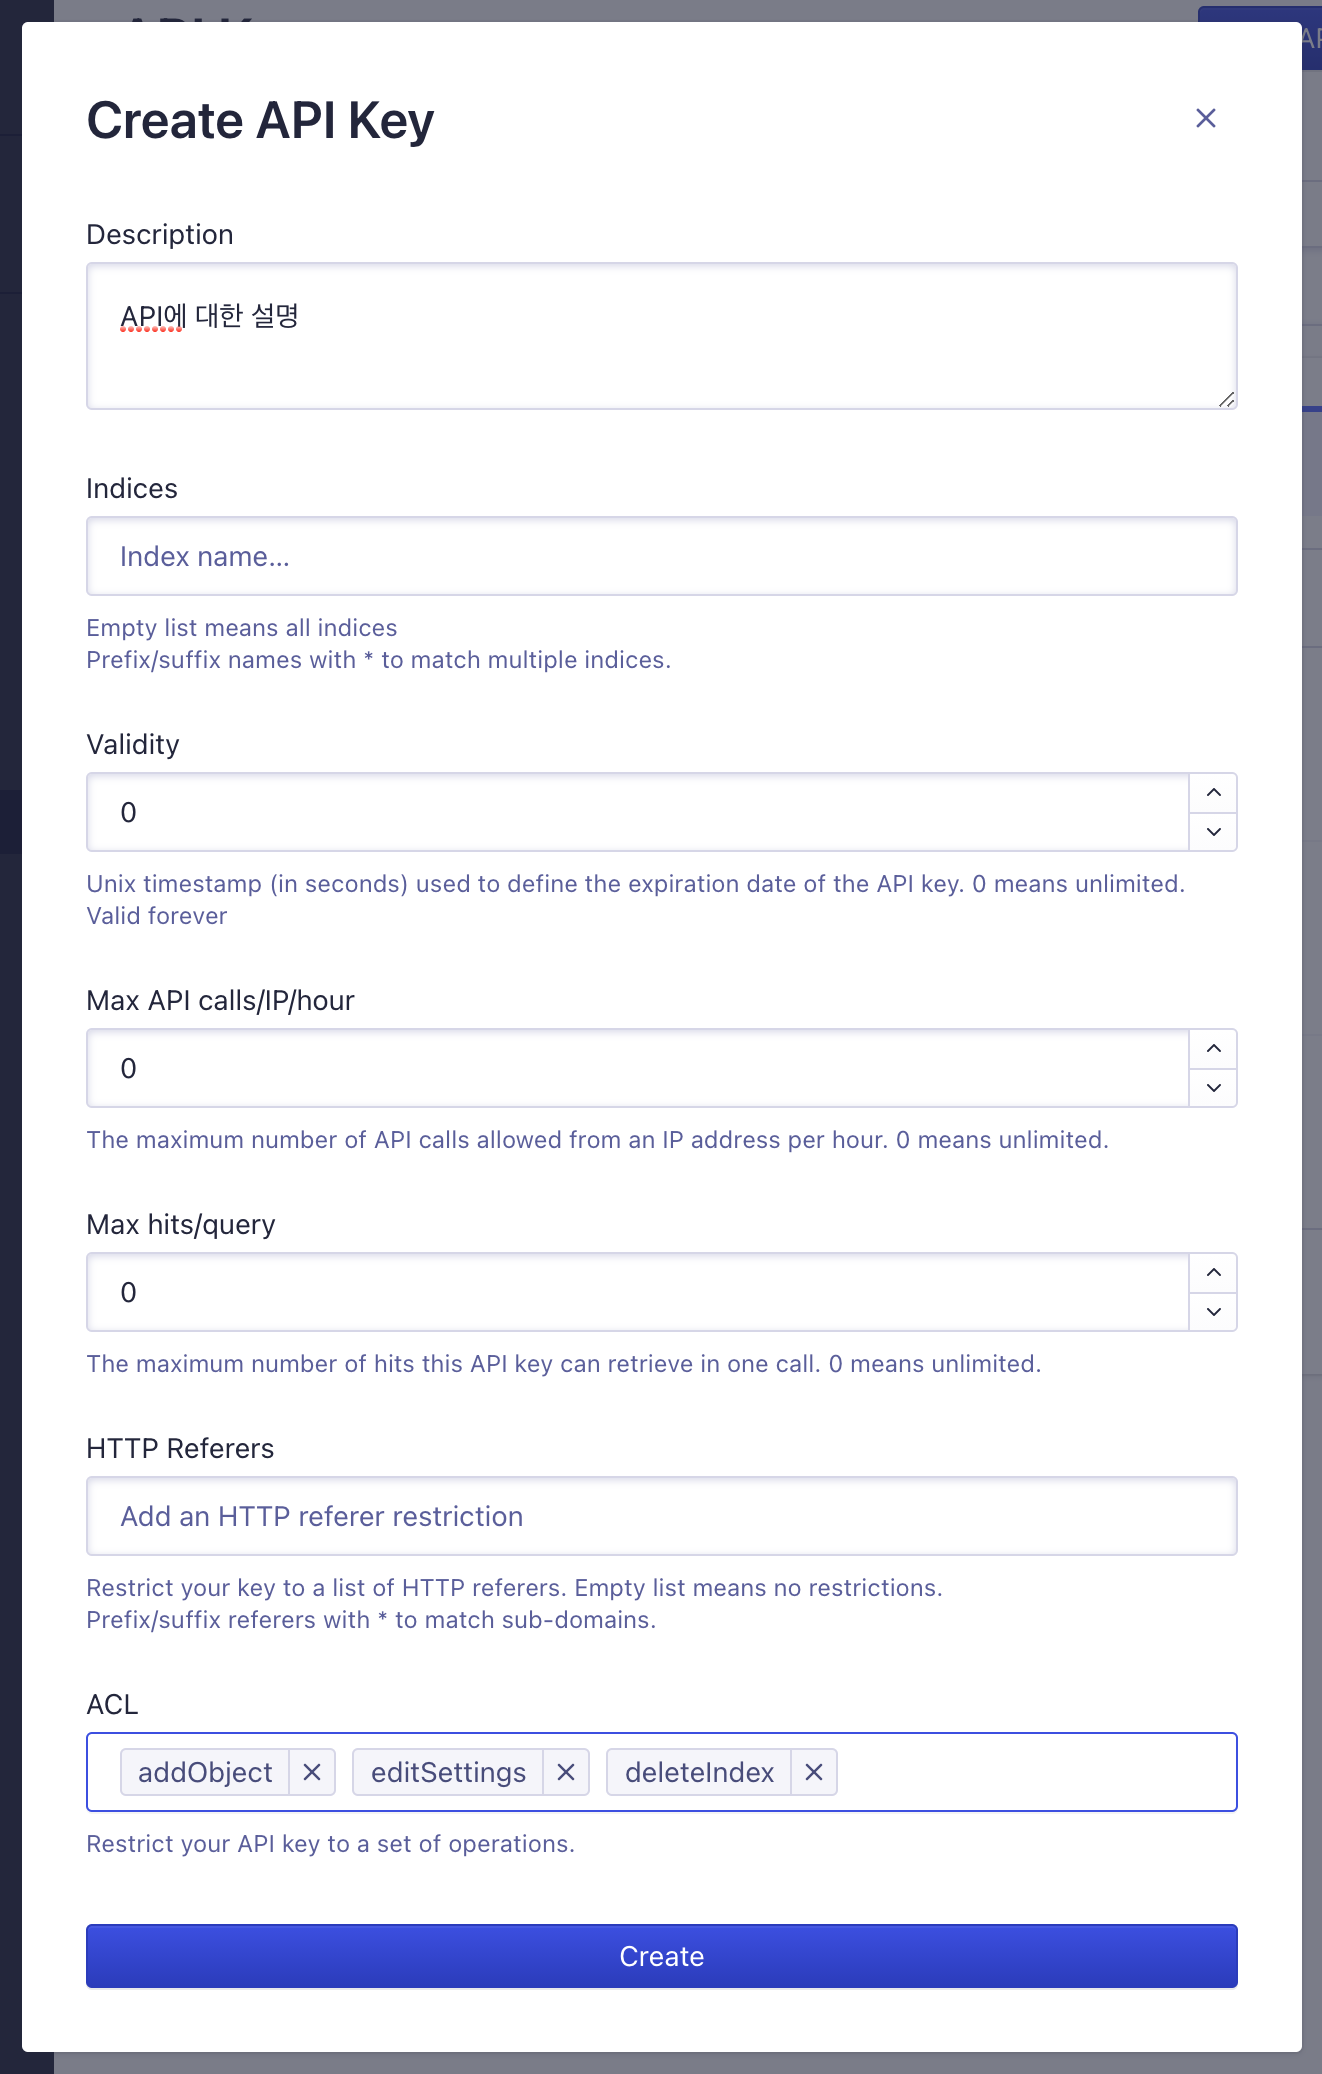 Create API Key
Description
API에 대한 설명
Indices
Index name...
Empty list means all indices
Prefix/suffix names with * to match multiple indices.
Validity
0
Unix timestamp (in seconds) used to define the expiration date of the API key. 0 means unlimited.
Valid forever
Max API calls/IP/hour
0
The maximum number of API calls allowed from an IP address per hour. 0 means unlimited.
Max hits/query
0
The maximum number of hits this API key can retrieve in one call. 0 means unlimited.
HTTP Referers
Add an HTTP referer restriction
Restrict your key to a list of HTTP referers. Empty list means no restrictions.
Prefix/suffix referers with * to match sub-domains.
ACL
addObject editSettings deleteIndex
Restrict your API key to a set of operations.
Create